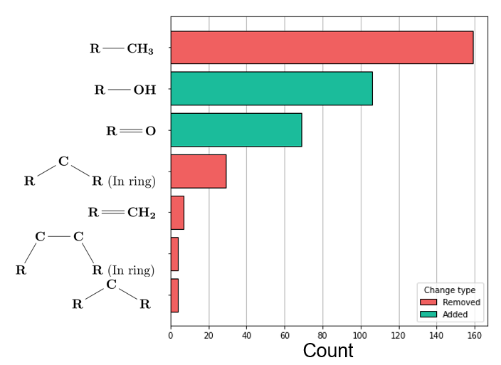 R — CH₃
R — OH
R = O
C
R R (In ring)
R = CH₂
C — C
R R (In ring)
C
R R
Change type
Removed
Added
0 20 40 60 80 100 120 140 160
Count